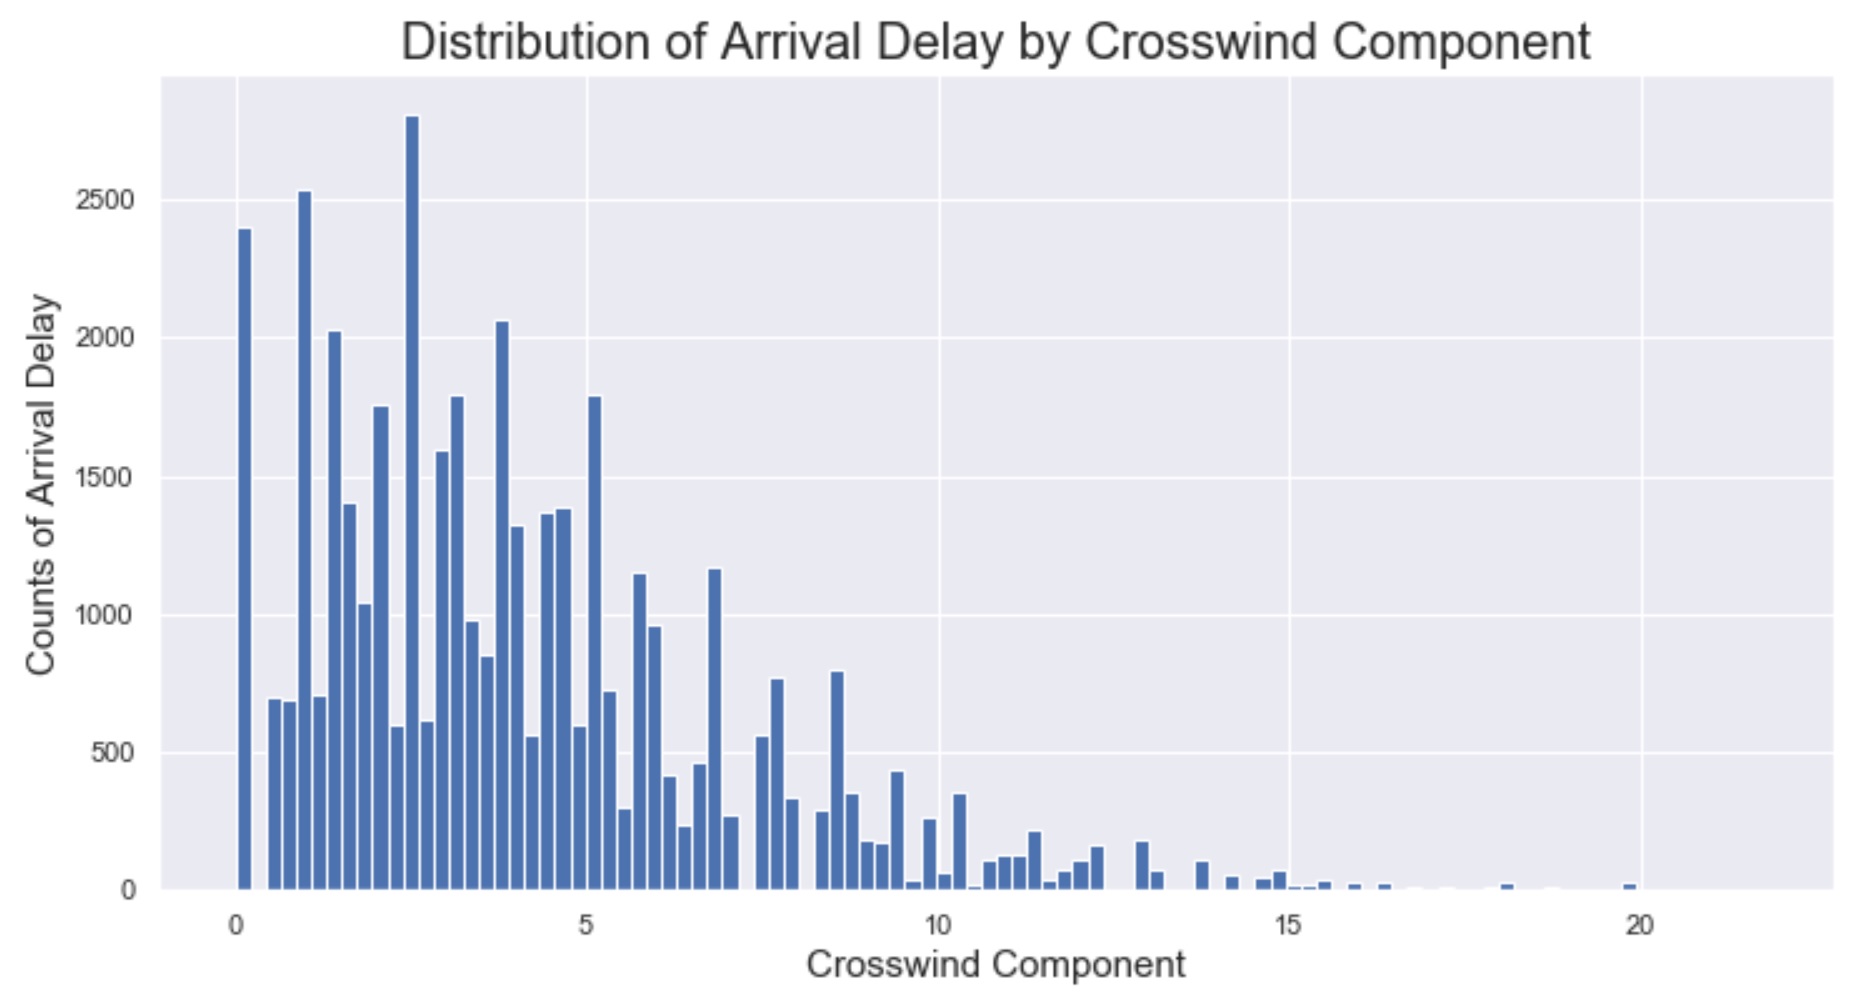 Distribution of Arrival Delay by Crosswind Component
Counts of Arrival Delay
2500
2000
1500
1000
500
0
0 5 10 15 20
Crosswind Component